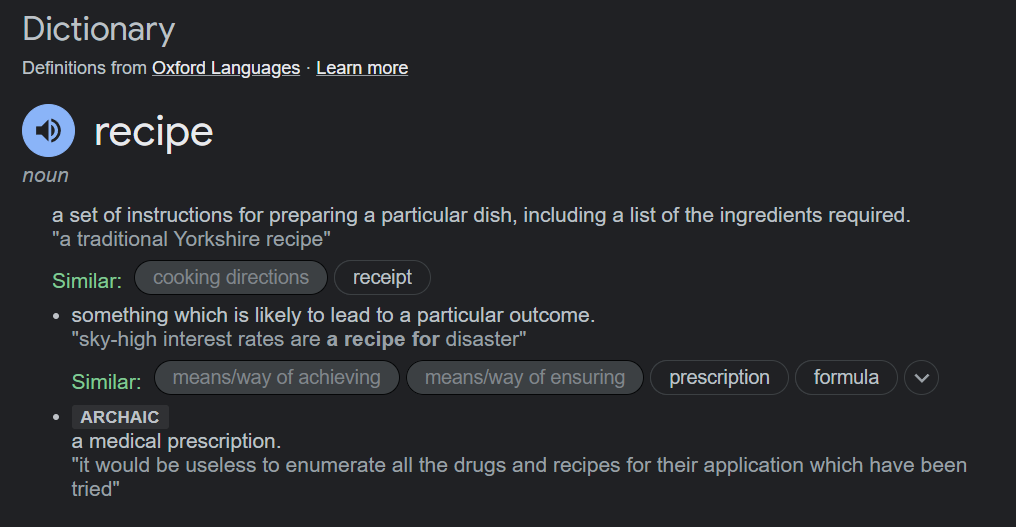 Dictionary
Definitions from Oxford Languages · Learn more
recipe
noun
a set of instructions for preparing a particular dish, including a list of the ingredients required.
"a traditional Yorkshire recipe"
Similar: cooking directions receipt
• something which is likely to lead to a particular outcome.
"sky-high interest rates are a recipe for disaster"
Similar: means/way of achieving means/way of ensuring prescription formula
• ARCHAIC
a medical prescription.
"it would be useless to enumerate all the drugs and recipes for their application which have been
tried"